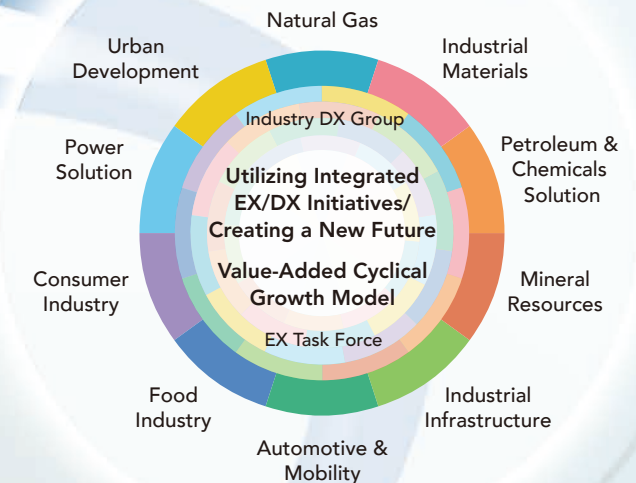 Natural Gas
Urban
Development
Industrial
Materials
Industry DX Group
Power
Solution
Petroleum &
Chemicals
Solution
Utilizing Integrated
EX/DX Initiatives/
Creating a New Future
Value-Added Cyclical
Growth Model
Consumer
Industry
Mineral
Resources
EX Task Force
Food
Industry
Industrial
Infrastructure
Automotive &
Mobility